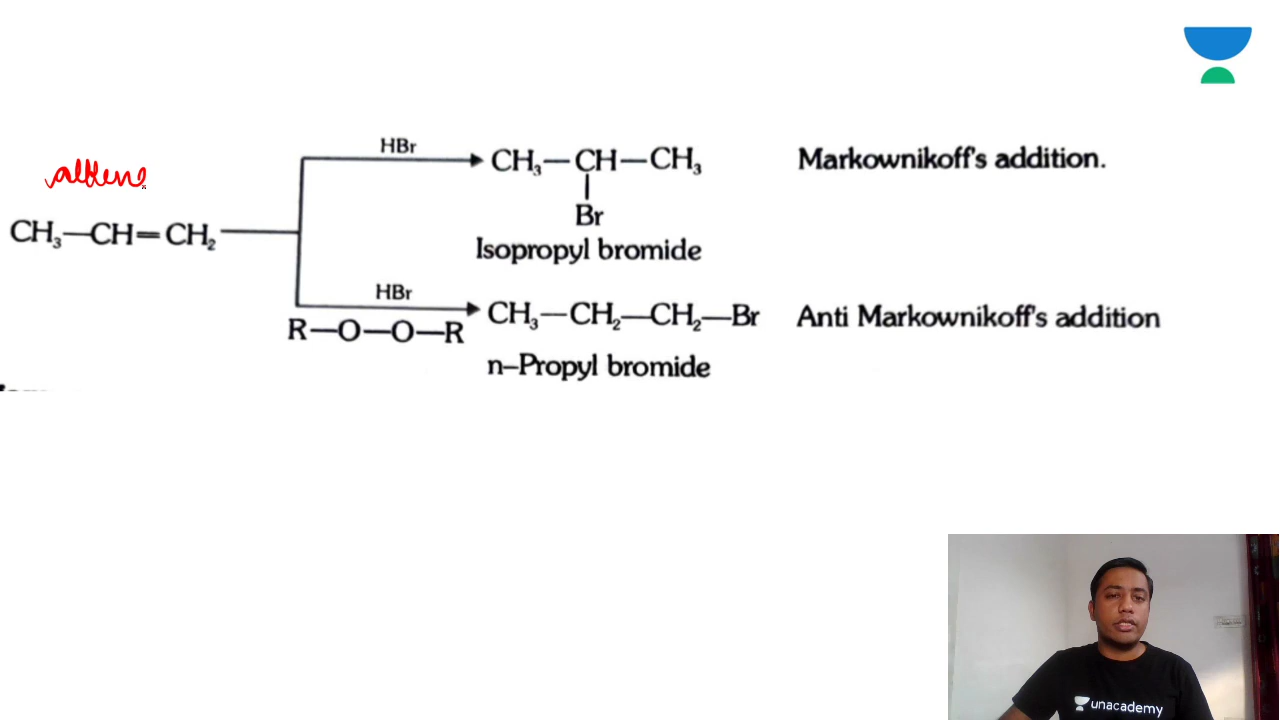 HBr
CH₃—CH—CH₃
Markownikoff's addition.
alkene
Br
CH₃—CH=CH₂
Isopropyl bromide
HBr
CH₃—CH₂—CH₂—Br
Anti Markownikoff's addition
R—O—O—R
n–Propyl bromide
unacademy